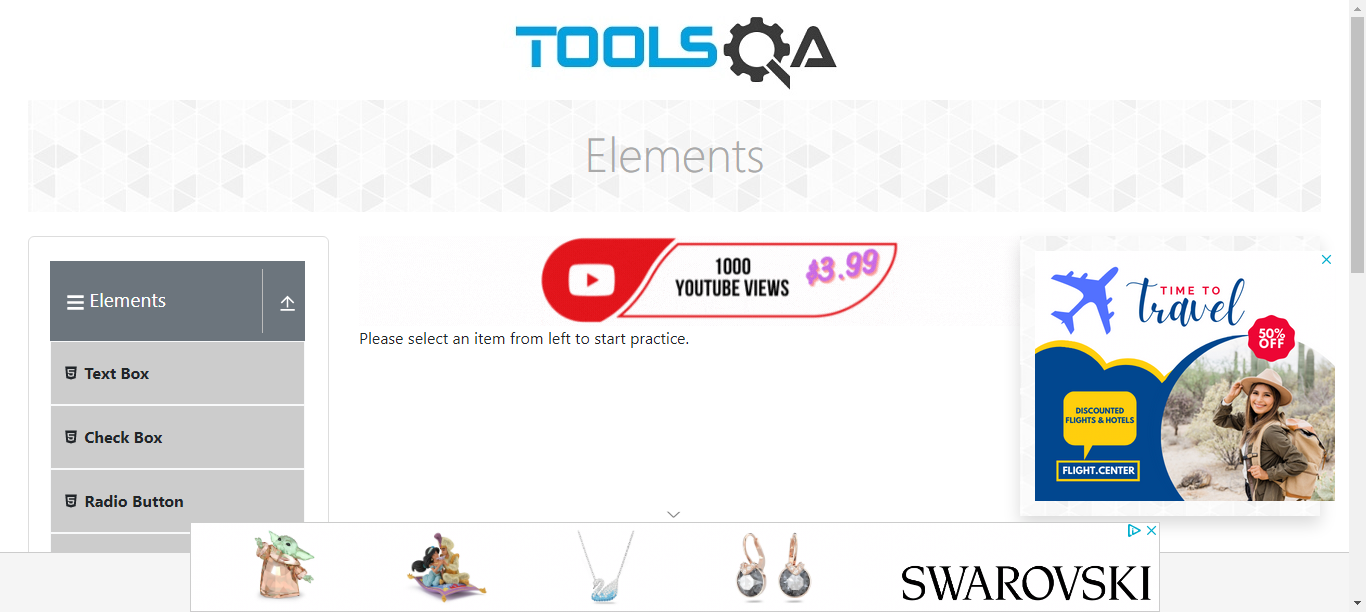 TOOLSQA
Elements
Elements
Text Box
Check Box
Radio Button
1000
YOUTUBE VIEWS
$3.99
Please select an item from left to start practice.
TIME TO
travel
50%
OFF
DISCOUNTED
FLIGHTS & HOTELS
FLIGHT.CENTER
SWAROVSKI